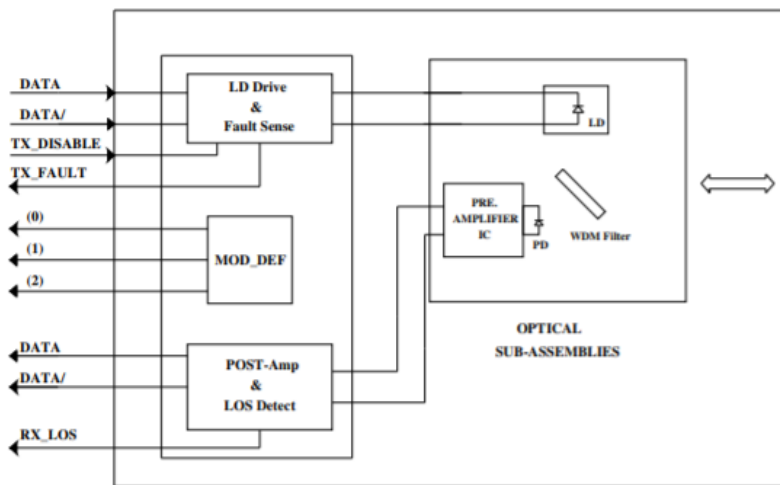 DATA
DATA/
TX_DISABLE
TX_FAULT
(0)
(1)
(2)
DATA
DATA/
RX_LOS
LD Drive
&
Fault Sense
MOD_DEF
POST-Amp
&
LOS Detect
LD
PRE.
AMPLIFIER
IC
PD
WDM Filter
OPTICAL
SUB-ASSEMBLIES